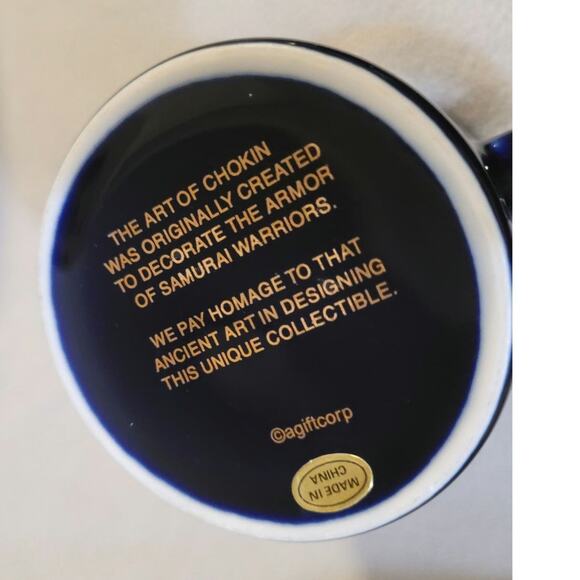 THE ART OF CHOKIN
WAS ORIGINALLY CREATED
TO DECORATE THE ARMOR
OF SAMURAI WARRIORS.
WE PAY HOMAGE TO THAT
ANCIENT ART IN DESIGNING
THIS UNIQUE COLLECTIBLE.
©agiftcorp
MADE IN
CHINA